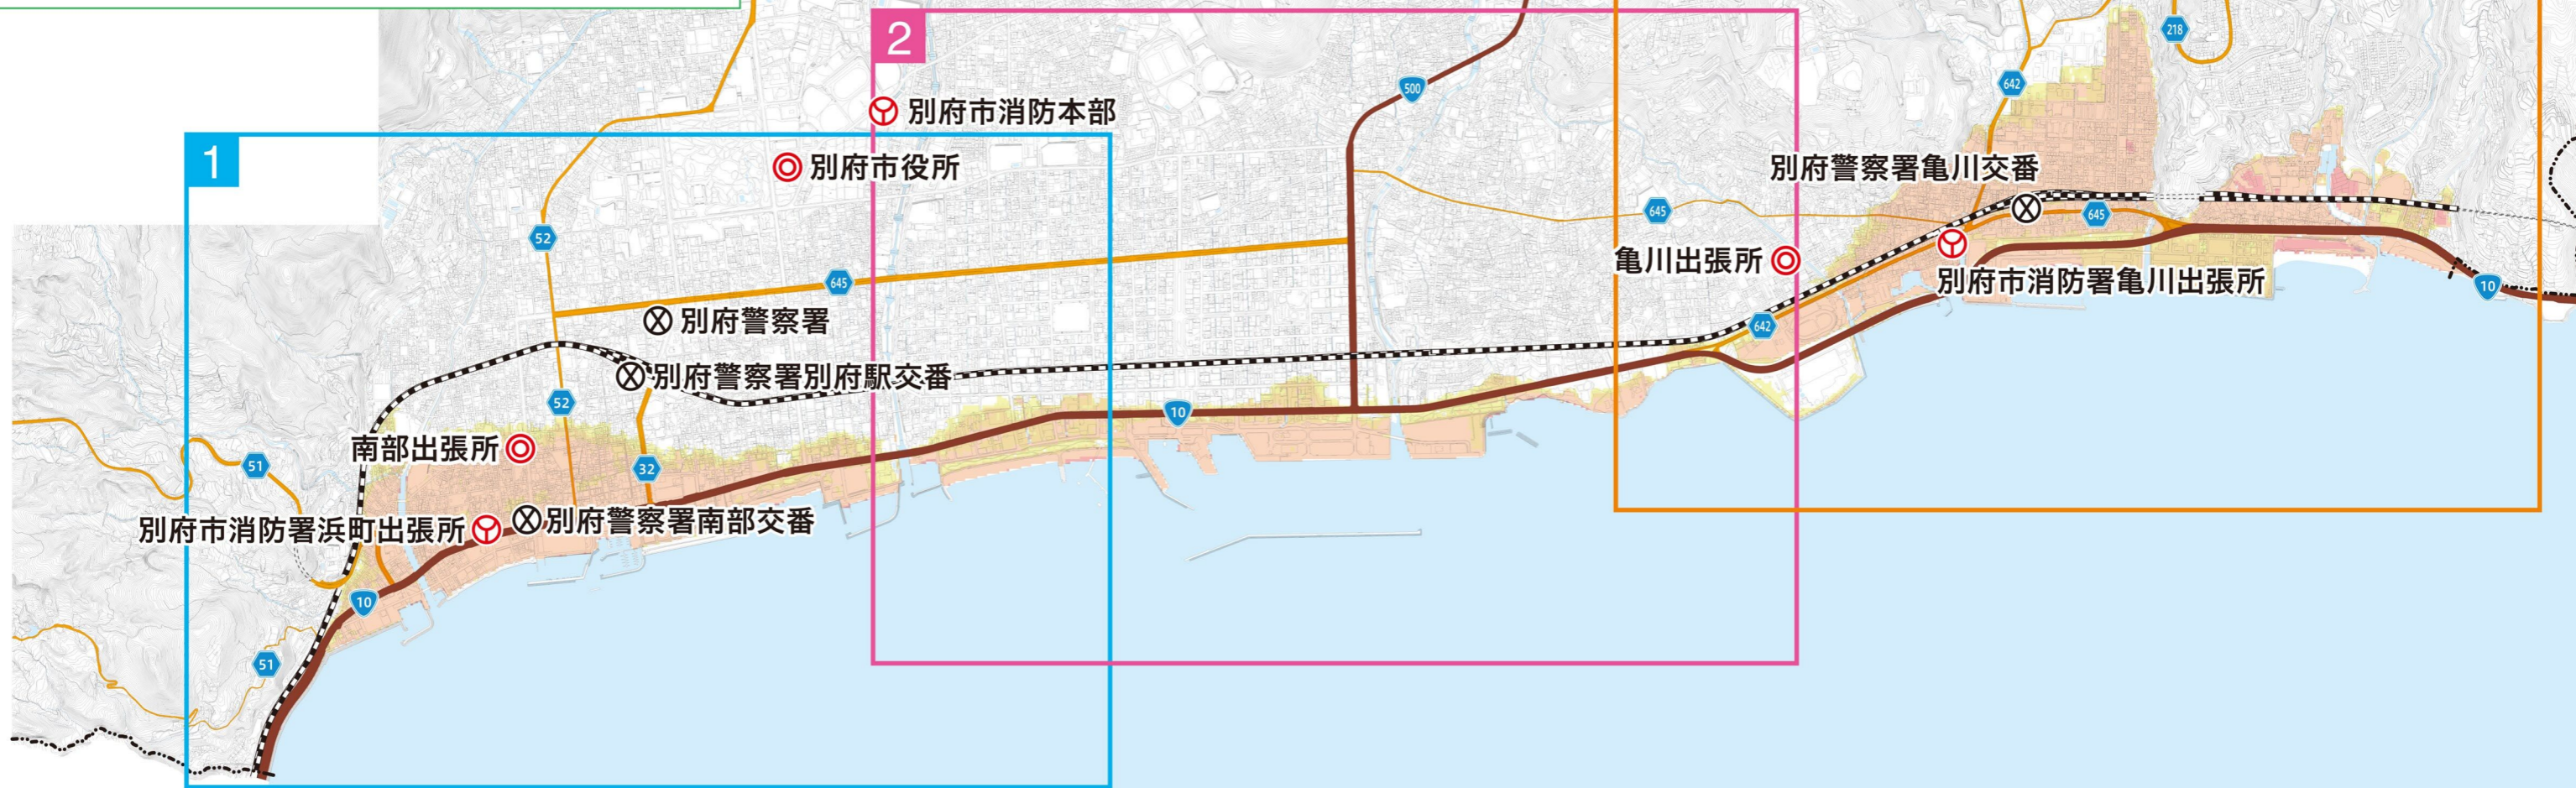 2
218
642
500
別府市消防本部
1
別府市役所
別府警察署亀川交番
645
645
52
亀川出張所
別府市消防署亀川出張所
645
10
別府警察署
642
別府警察署別府駅交番
52
10
南部出張所
51
32
別府市消防署浜町出張所
別府警察署南部交番
10
51